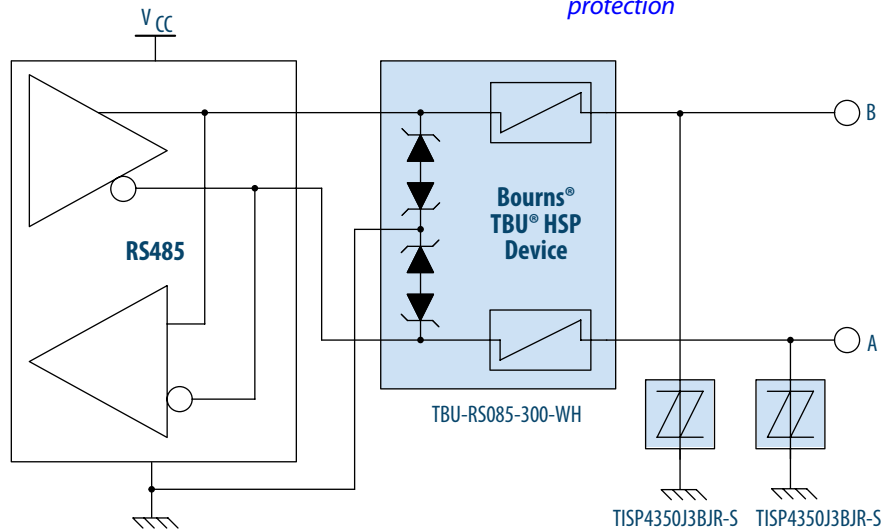 protection
V CC
B
Bourns®
TBU® HSP
Device
RS485
A
TBU-RS085-300-WH
TISP4350J3BJR-S TISP4350J3BJR-S